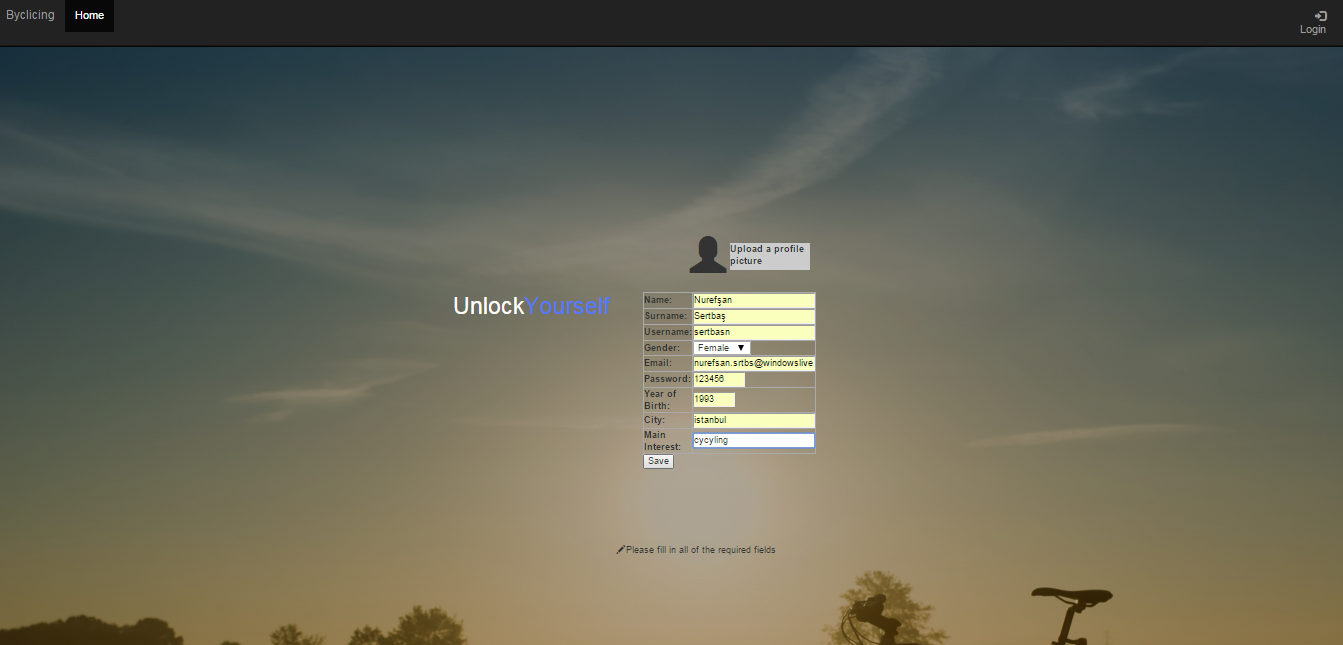 Byclicing Home
Login
Upload a profile
picture
UnlockYourself
Name: Nurefşan
Surname: Sertbaş
Username: sertbasn
Gender: Female
Email: nurefsan.srtbs@windowslive
Password: 123456
Year of
Birth: 1993
City: istanbul
Main
Interest: cycyling
Save
Please fill in all of the required fields